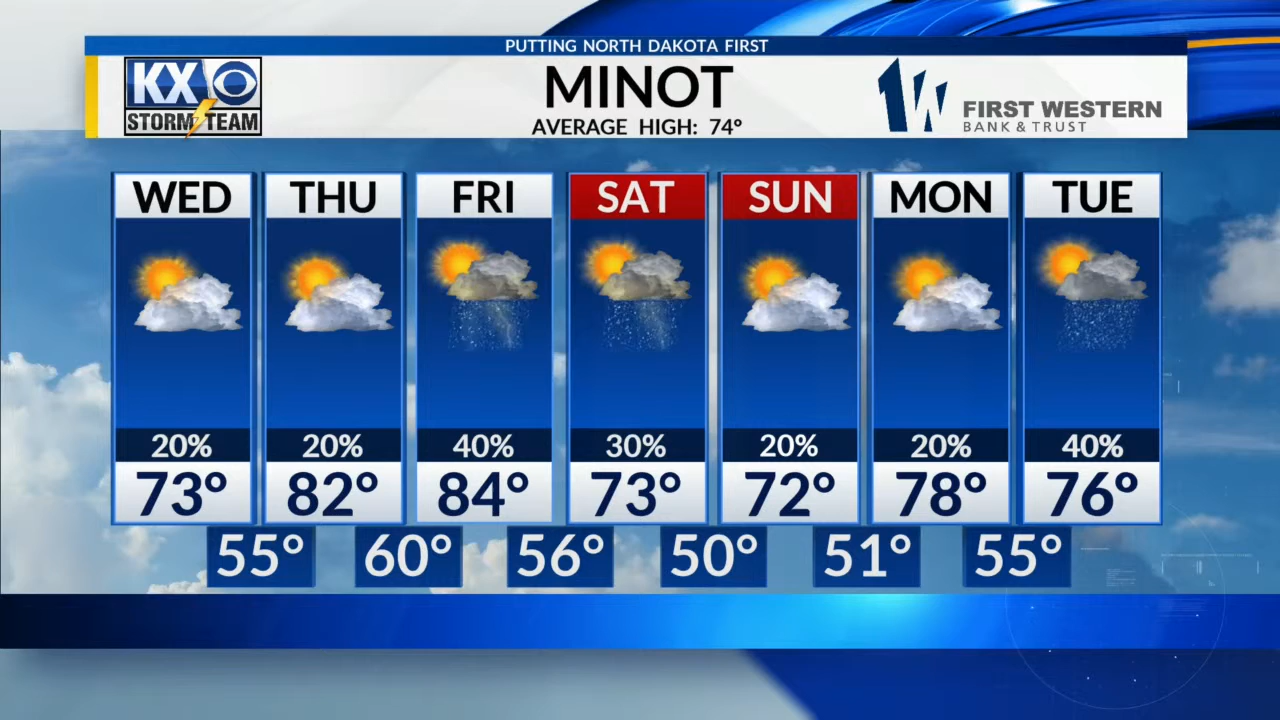 PUTTING NORTH DAKOTA FIRST
KX
STORM TEAM
MINOT
AVERAGE HIGH: 74°
FIRST WESTERN
BANK & TRUST
WED THU FRI SAT SUN MON TUE
20% 20% 40% 30% 20% 20% 40%
73° 82° 84° 73° 72° 78° 76°
55° 60° 56° 50° 51° 55°